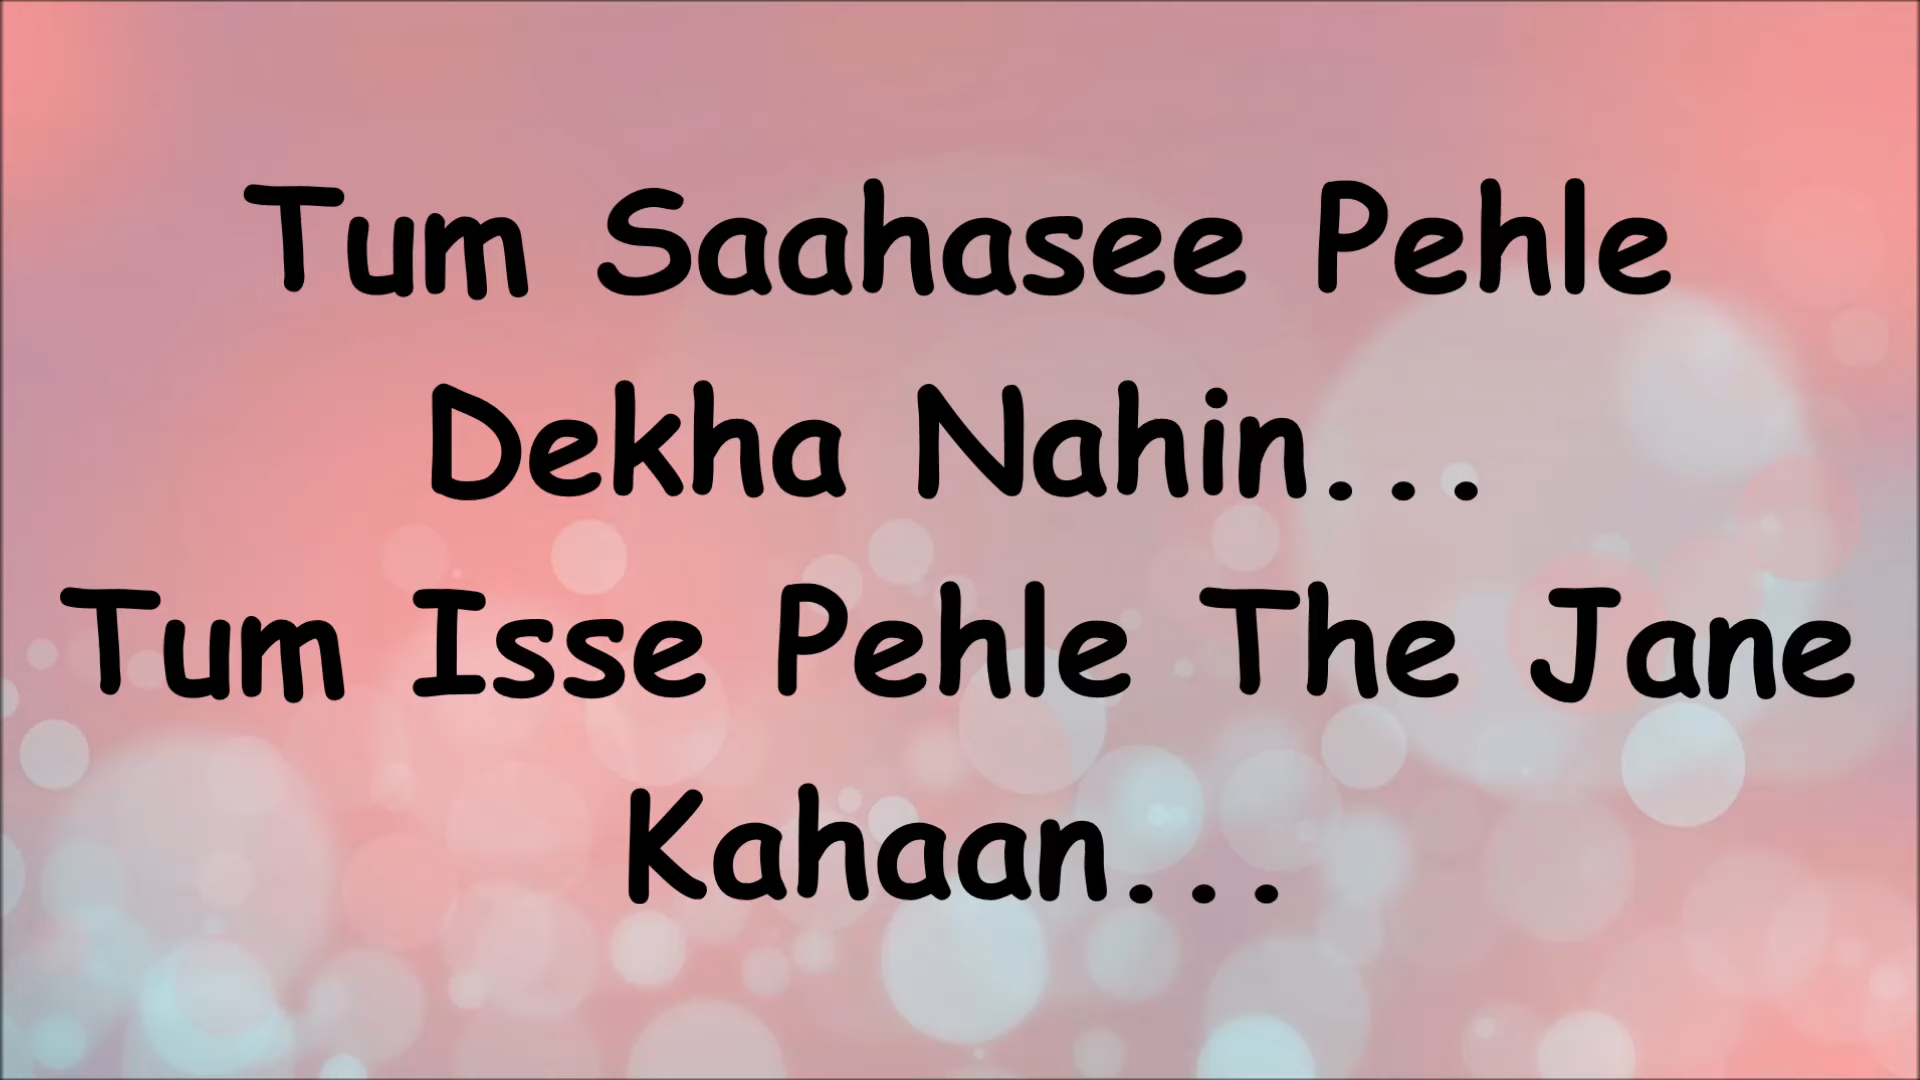 Tum Saahasee Pehle
Dekha Nahin...
Tum Isse Pehle The Jane
Kahaan...